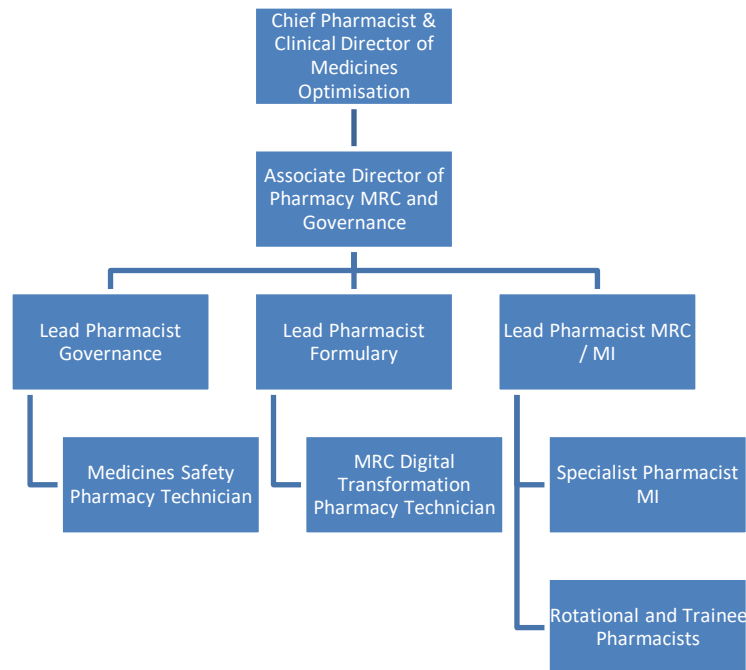 Chief Pharmacist &
Clinical Director of
Medicines
Optimisation
Associate Director of
Pharmacy MRC and
Governance
Lead Pharmacist
Governance
Lead Pharmacist
Formulary
Lead Pharmacist MRC
/ MI
Medicines Safety
Pharmacy Technician
MRC Digital
Transformation
Pharmacy Technician
Specialist Pharmacist
MI
Rotational and Trainee
Pharmacists